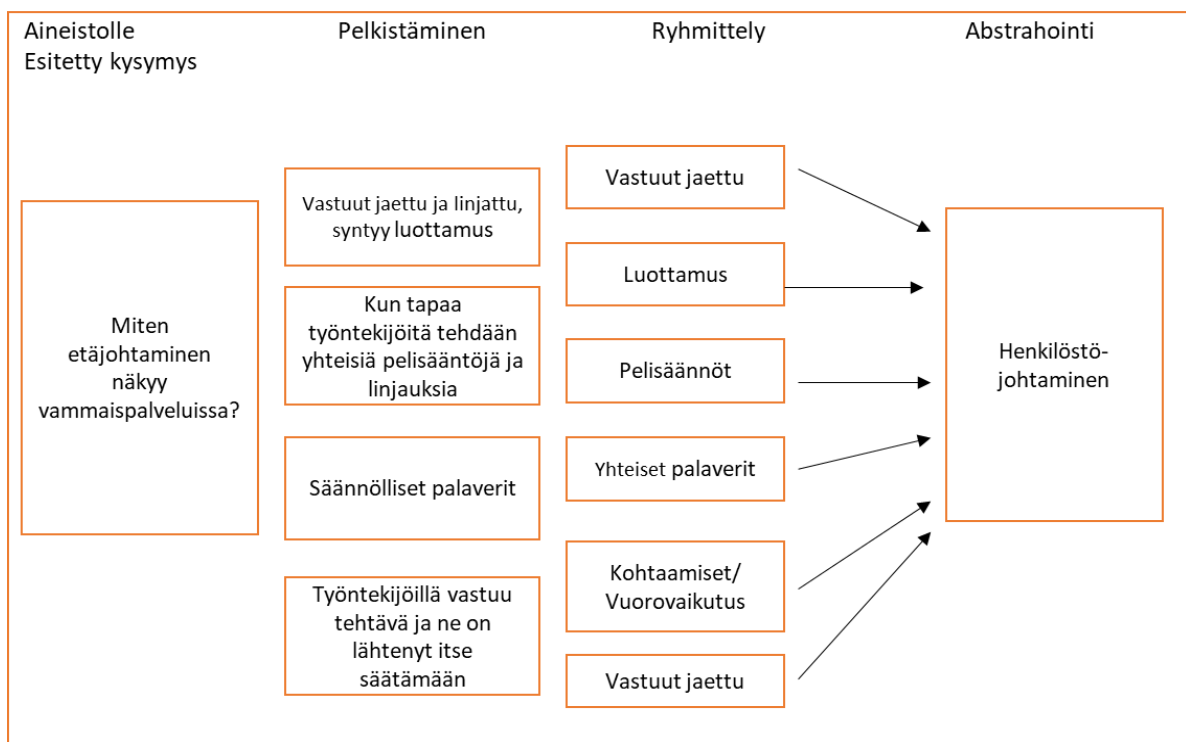 Aineistolle
Esitetty kysymys
Pelkistäminen
Ryhmittely
Abstrahointi
Miten
etäjohtaminen
näkyy
vammaispalveluissa?
Vastuut jaettu ja linjattu,
syntyy luottamus
Kun tapaa
työntekijöitä tehdään
yhteisiä pelisääntöjä ja
linjauksia
Säännölliset palaverit
Työntekijöillä vastuu
tehtävä ja ne on
lähtenyt itse
säätämään
Vastuut jaettu
Luottamus
Pelisäännöt
Yhteiset palaverit
Kohtaamiset/
Vuorovaikutus
Vastuut jaettu
Henkilöstö-
johtaminen